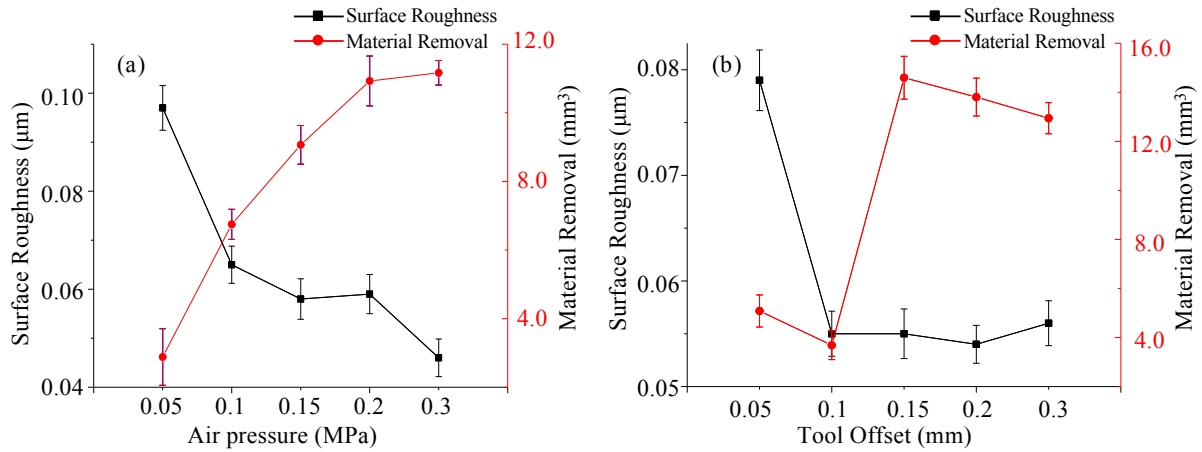 Surface Roughness
Material Removal
(a)
12.0
0.10
0.08
8.0
0.06
4.0
0.04
0.05 0.1 0.15 0.2 0.3
Air pressure (MPa)
Surface Roughness (μm)
Material Removal (mm³)
Surface Roughness
Material Removal
(b)
16.0
0.08
12.0
0.07
8.0
0.06
4.0
0.05
0.05 0.1 0.15 0.2 0.3
Tool Offset (mm)
Surface Roughness (μm)
Material Removal (mm³)